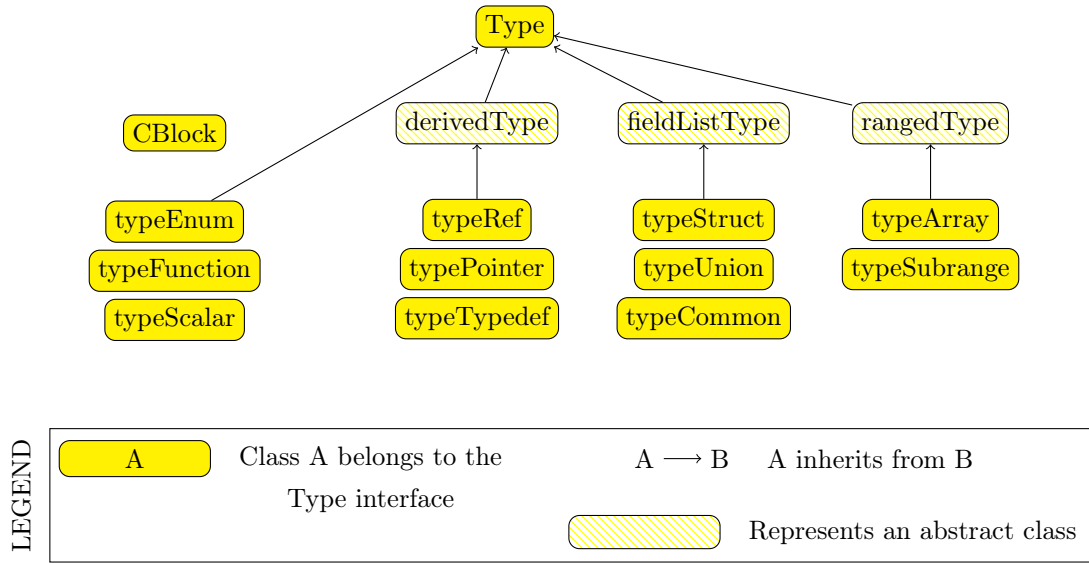 Type
CBlock
derivedType
fieldListType
rangedType
typeEnum
typeRef
typeStruct
typeArray
typeFunction
typePointer
typeUnion
typeSubrange
typeScalar
typeTypedef
typeCommon
LEGEND
A
Class A belongs to the
Type interface
A ⟶ B
A inherits from B
Represents an abstract class